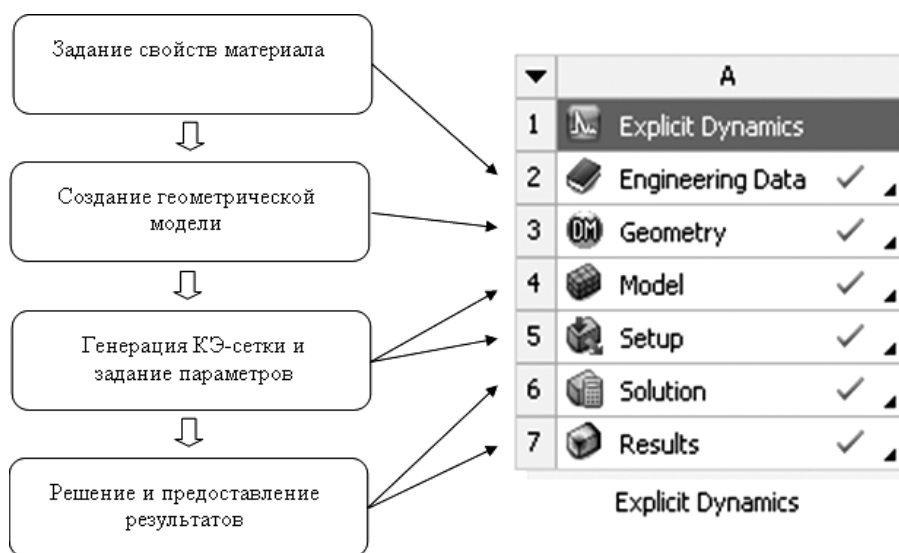 Задание свойств материала
Создание геометрической
модели
Генерация КЭ-сетки и
задание параметров
Решение и предоставление
результатов
A
1 Explicit Dynamics
2 Engineering Data
3 DM Geometry
4 Model
5 Setup
6 Solution
7 Results
Explicit Dynamics